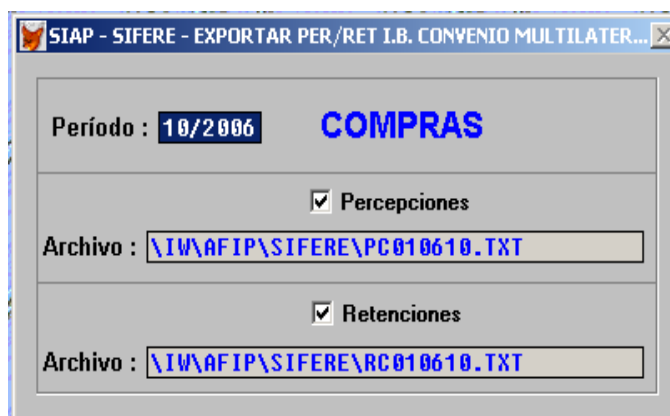 SIAP - SIFERE - EXPORTAR PER/RET I.B. CONVENIO MULTILATER...
Período : 10/2006 COMPRAS
Percepciones
Archivo : \IW\AFIP\SIFERE\PC010610.TXT
Retenciones
Archivo : \IW\AFIP\SIFERE\RC010610.TXT